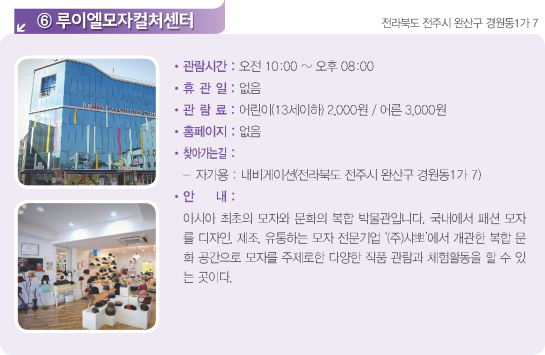 ⑥ 루이엘모자컬처센터
전라북도 전주시 완산구 경원동1가 7
• 관람시간 : 오전 10:00 ~ 오후 08:00
• 휴 관 일 : 없음
• 관 람 료 : 어린이(13세이하) 2,000원 / 어른 3,000원
• 홈페이지 : 없음
• 찾아가는길 :
– 자가용 : 내비게이션(전라북도 전주시 완산구 경원동1가 7)
• 안 내 :
아시아 최초의 모자와 문화의 복합 박물관입니다. 국내에서 패션 모자
를 디자인, 제조, 유통하는 모자 전문기업 '(주)샤뽀'에서 개관한 복합 문
화 공간으로 모자를 주제로한 다양한 작품 관람과 체험활동을 할 수 있
는 곳이다.